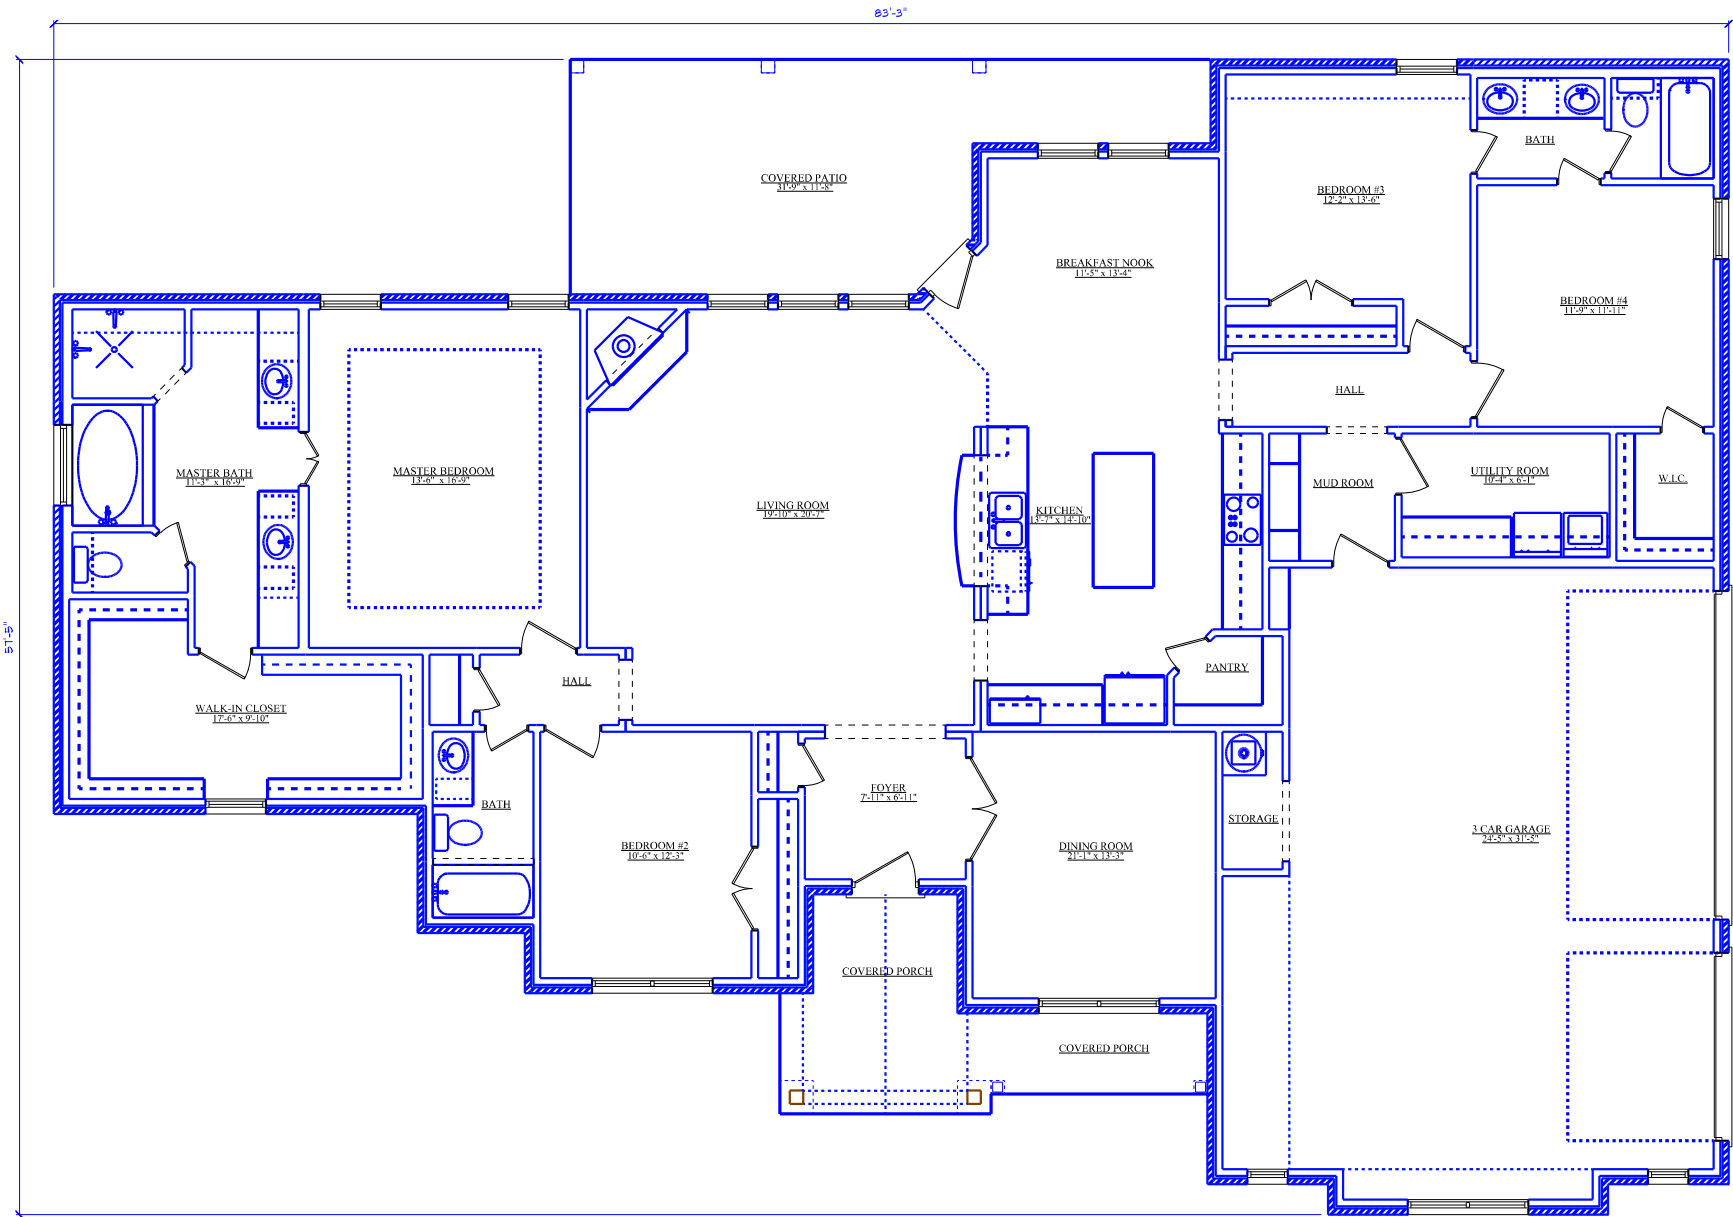 83'-3"
57'-5"
COVERED PATIO
31'-9" x 11'-8"
BATH
BEDROOM #3
12'-2" x 13'-6"
BREAKFAST NOOK
11'-5" x 13'-4"
BEDROOM #4
11'-9" x 11'-11"
HALL
MASTER BATH
11'-3" x 16'-9"
MASTER BEDROOM
13'-6" x 16'-9"
LIVING ROOM
19'-10" x 20'-7"
KITCHEN
13'-7" x 14'-10"
MUD ROOM
UTILITY ROOM
10'-4" x 6'-1"
W.I.C.
HALL
PANTRY
WALK-IN CLOSET
17'-6" x 9'-10"
BATH
BEDROOM #2
10'-6" x 12'-3"
FOYER
7'-11" x 6'-11"
DINING ROOM
21'-1" x 13'-3"
STORAGE
3 CAR GARAGE
24'-5" x 31'-5"
COVERED PORCH
COVERED PORCH